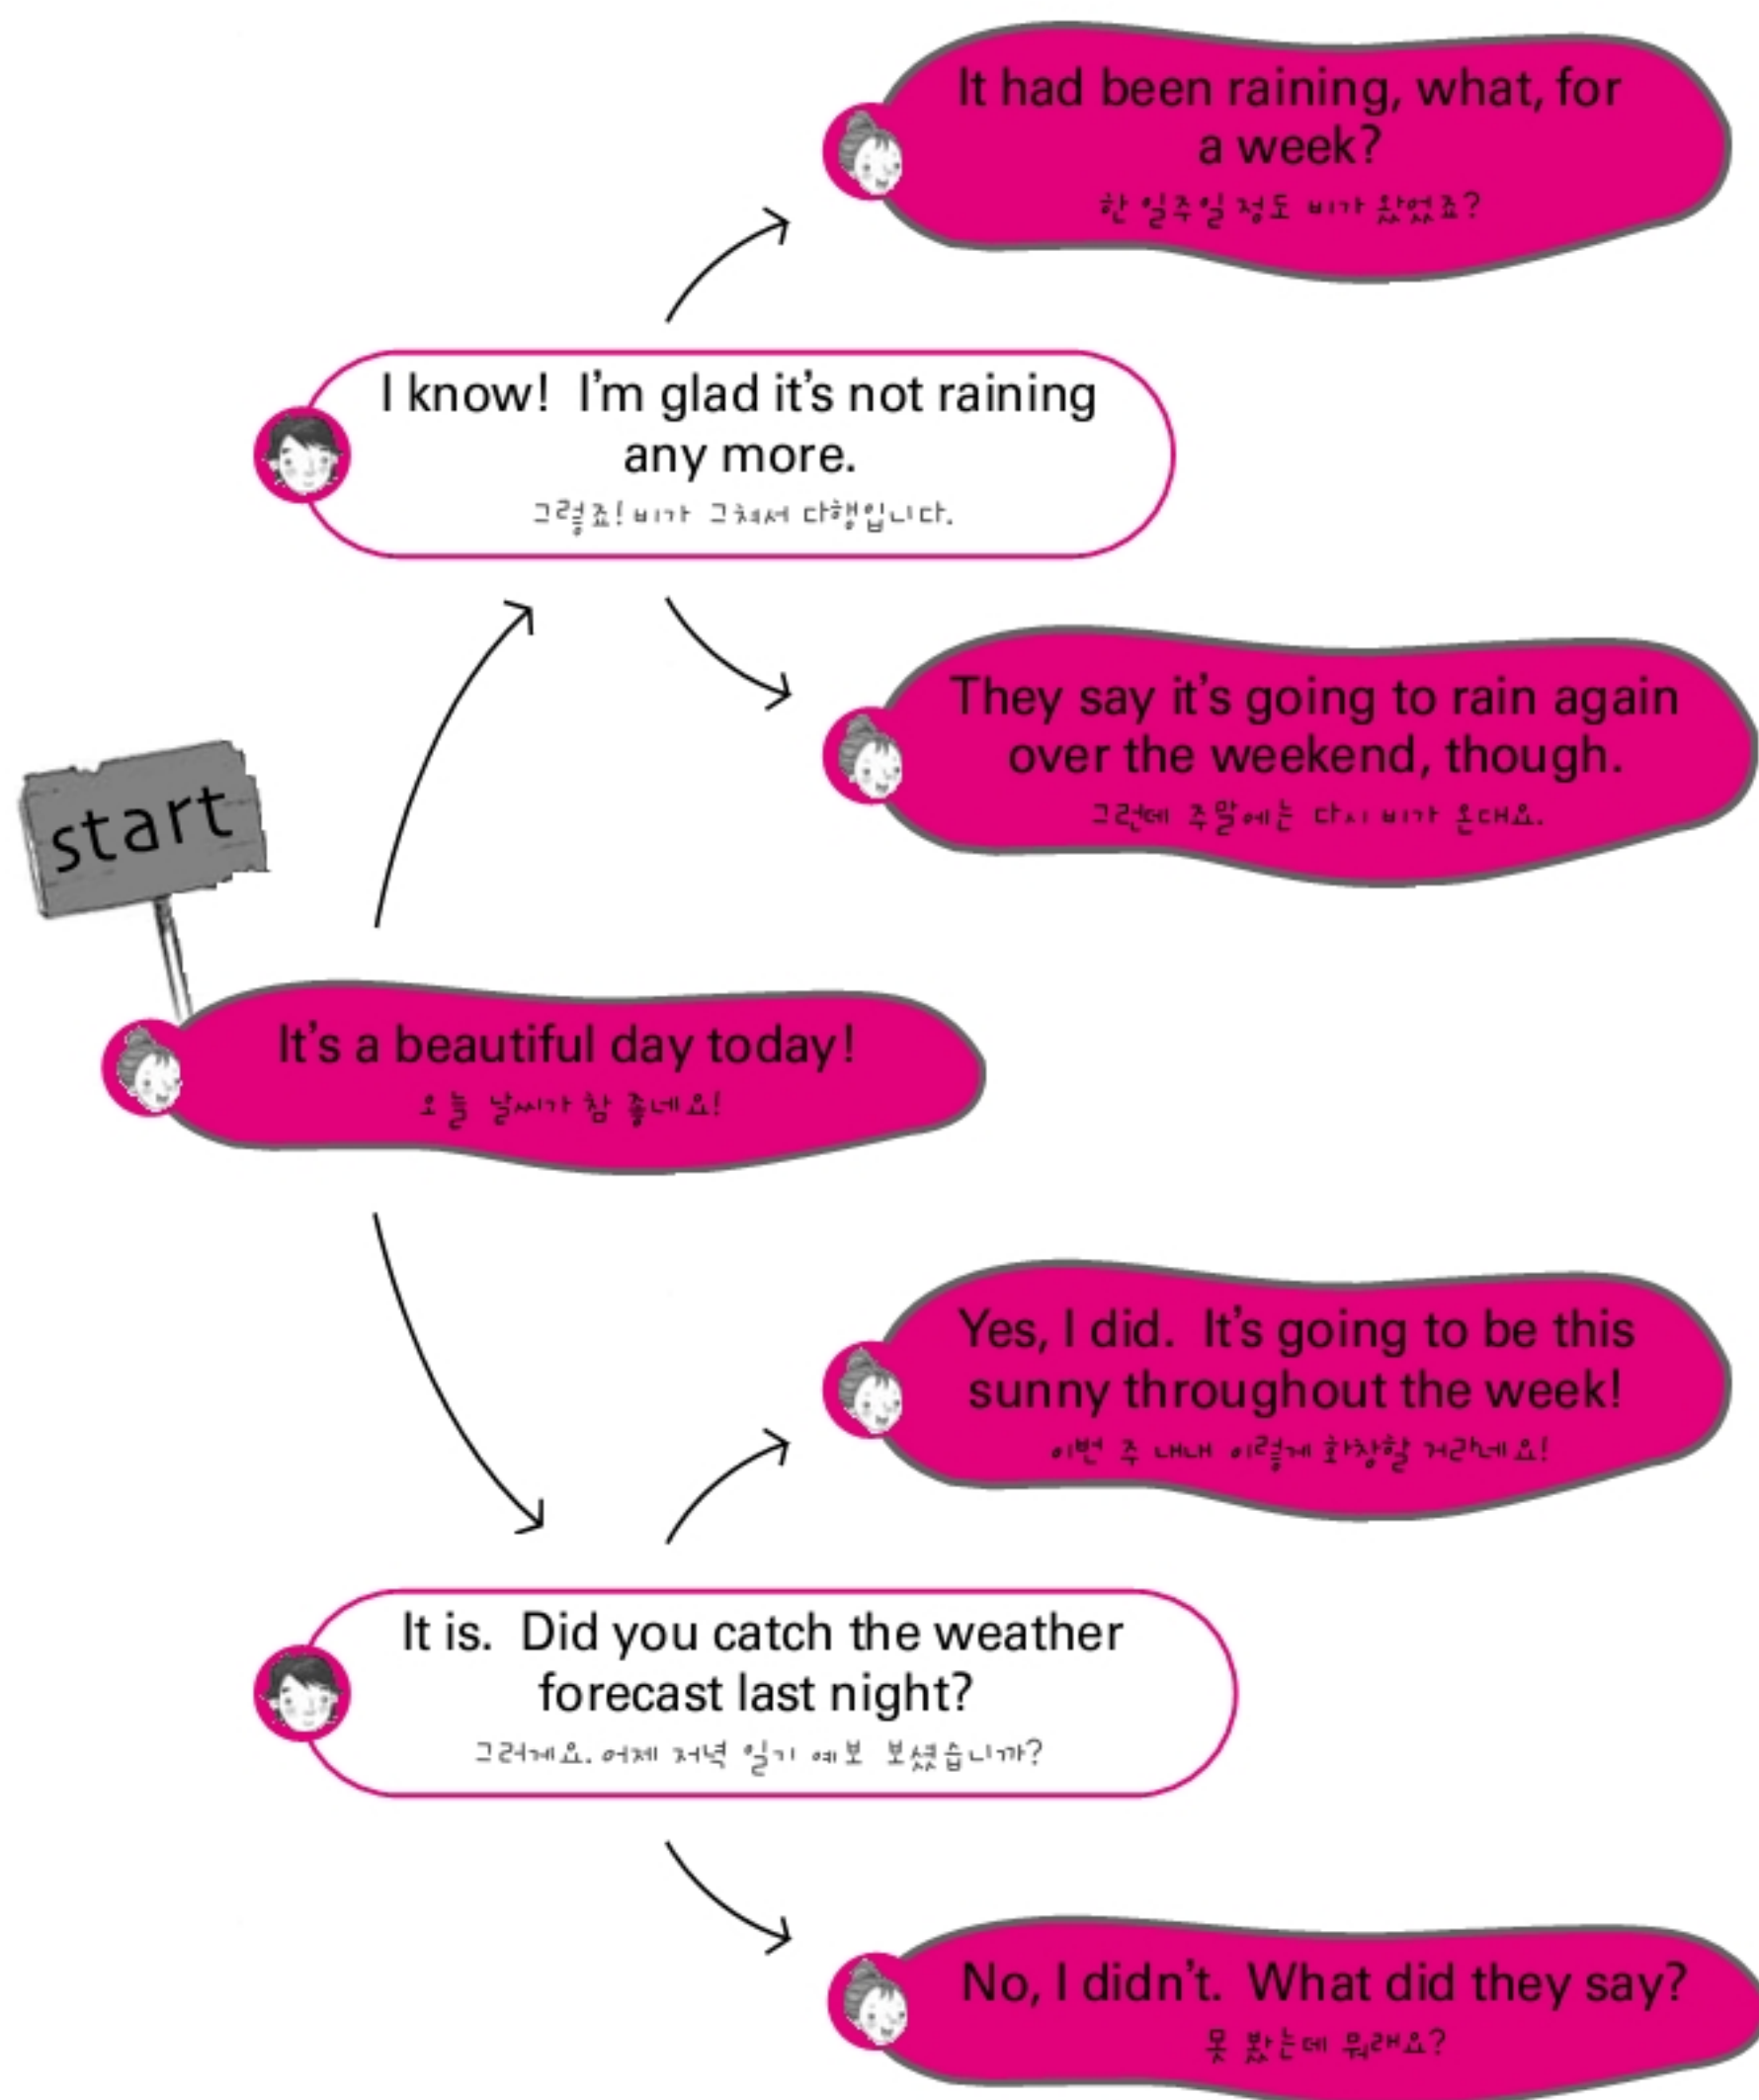 It had been raining, what, for
a week?
한 일주일 정도 비가 왔었죠?
I know! I'm glad it's not raining
any more.
그렇죠! 비가 그쳐서 다행입니다.
They say it's going to rain again
over the weekend, though.
그런데 주말에는 다시 비가 온대요.
start
It's a beautiful day today!
오늘 날씨가 참 좋네요!
Yes, I did. It's going to be this
sunny throughout the week!
이번 주 내내 이렇게 화창할 거라네요!
It is. Did you catch the weather
forecast last night?
그러게요. 어제 저녁 일기 예보 보셨습니까?
No, I didn't. What did they say?
못 봤는데 뭐래요?